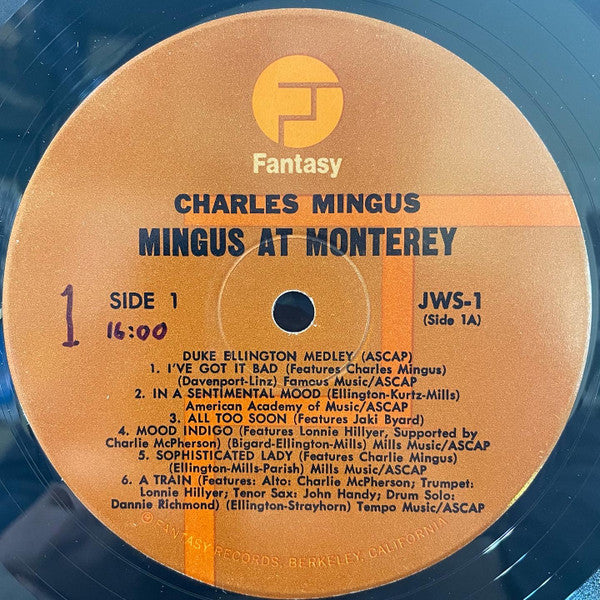 Fantasy
CHARLES MINGUS
MINGUS AT MONTEREY
1
SIDE 1
16:00
JWS-1
(Side 1A)
DUKE ELLINGTON MEDLEY (ASCAP)
1. I'VE GOT IT BAD (Features Charles Mingus)
(Davenport-Linz) Famous Music/ASCAP
2. IN A SENTIMENTAL MOOD (Ellington-Kurtz-Mills)
American Academy of Music/ASCAP
3. ALL TOO SOON (Features Jaki Byard)
4. MOOD INDIGO (Features Lonnie Hillyer, Supported by
Charlie McPherson) (Bigard-Ellington-Mills) Mills Music/ASCAP
5. SOPHISTICATED LADY (Features Charlie Mingus)
(Ellington-Mills-Parish) Mills Music/ASCAP
6. A TRAIN (Features: Alto: Charlie McPherson; Trumpet:
Lonnie Hillyer; Tenor Sax: John Handy; Drum Solo:
Dannie Richmond) (Ellington-Strayhorn) Tempo Music/ASCAP
© FANTASY RECORDS, BERKELEY, CALIFORNIA